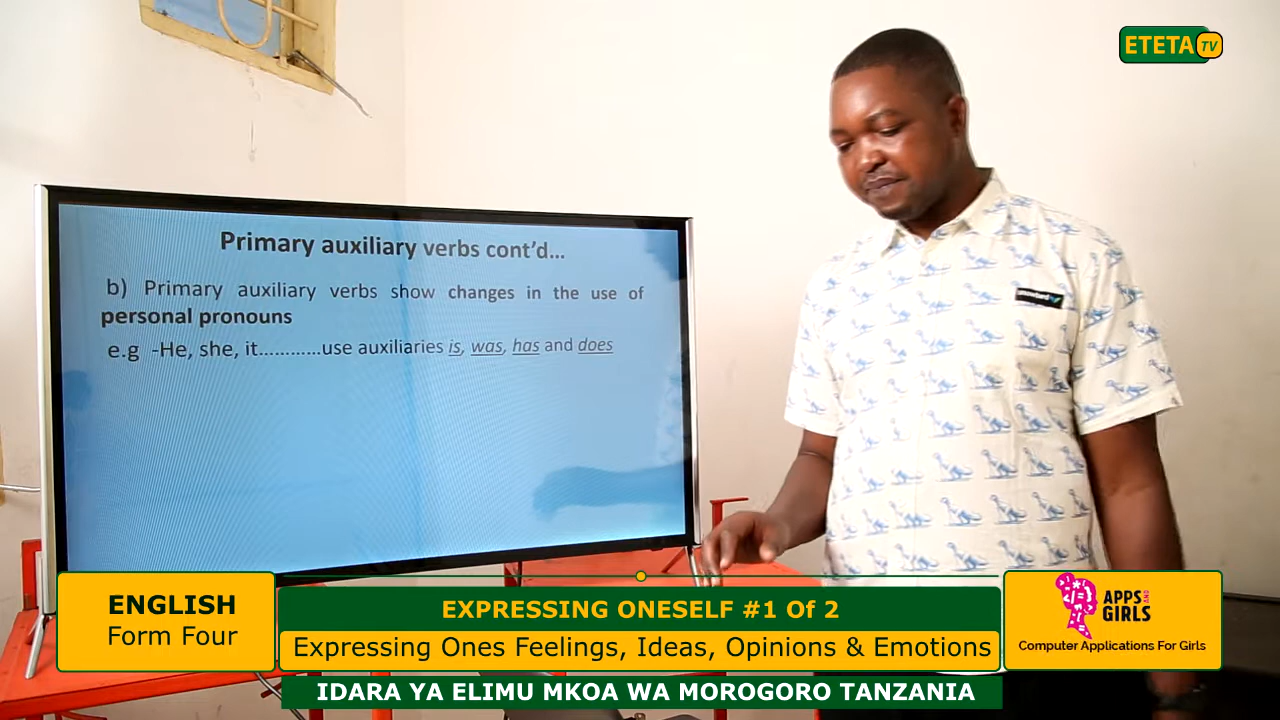 ETETA TV
Primary auxiliary verbs cont'd...
b) Primary auxiliary verbs show changes in the use of
personal pronouns
e.g -He, she, it............use auxiliaries is, was, has and does
ENGLISH
Form Four
EXPRESSING ONESELF #1 Of 2
Expressing Ones Feelings, Ideas, Opinions & Emotions
APPS AND
GIRLS
Computer Applications For Girls
IDARA YA ELIMU MKOA WA MOROGORO TANZANIA